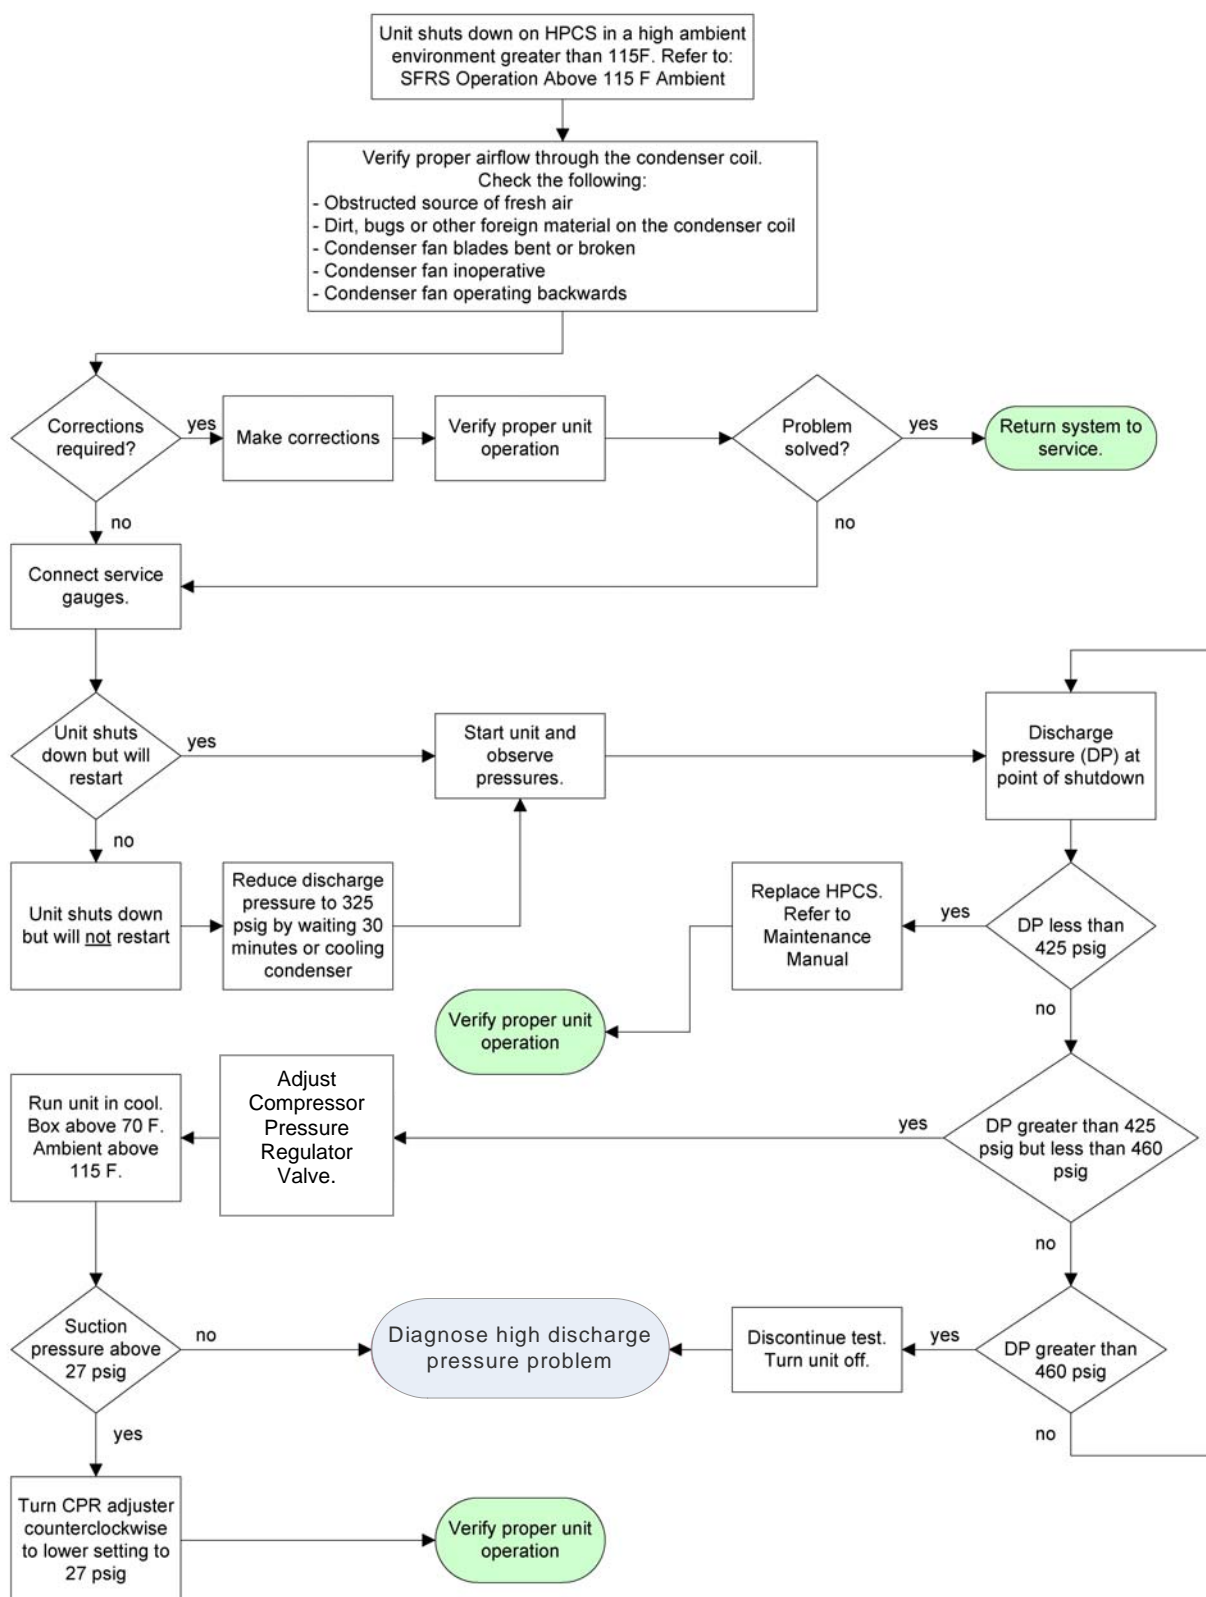 Unit shuts down on HPCS in a high ambient
environment greater than 115F. Refer to:
SFRS Operation Above 115 F Ambient
Verify proper airflow through the condenser coil.
Check the following:
- Obstructed source of fresh air
- Dirt, bugs or other foreign material on the condenser coil
- Condenser fan blades bent or broken
- Condenser fan inoperative
- Condenser fan operating backwards
Corrections
required?
yes
Make corrections
Verify proper unit
operation
Problem
solved?
yes
Return system to
service.
no
no
Connect service
gauges.
Unit shuts
down but will
restart
yes
Start unit and
observe
pressures.
Discharge
pressure (DP) at
point of shutdown
no
Unit shuts down
but will not restart
Reduce discharge
pressure to 325
psig by waiting 30
minutes or cooling
condenser
Replace HPCS.
Refer to
Maintenance
Manual
yes
DP less than
425 psig
no
Verify proper unit
operation
Run unit in cool.
Box above 70 F.
Ambient above
115 F.
Adjust
Compressor
Pressure
Regulator
Valve.
yes
DP greater than 425
psig but less than 460
psig
no
Suction
pressure above
27 psig
no
Diagnose high discharge
pressure problem
Discontinue test.
Turn unit off.
yes
DP greater than
460 psig
no
yes
Turn CPR adjuster
counterclockwise
to lower setting to
27 psig
Verify proper unit
operation